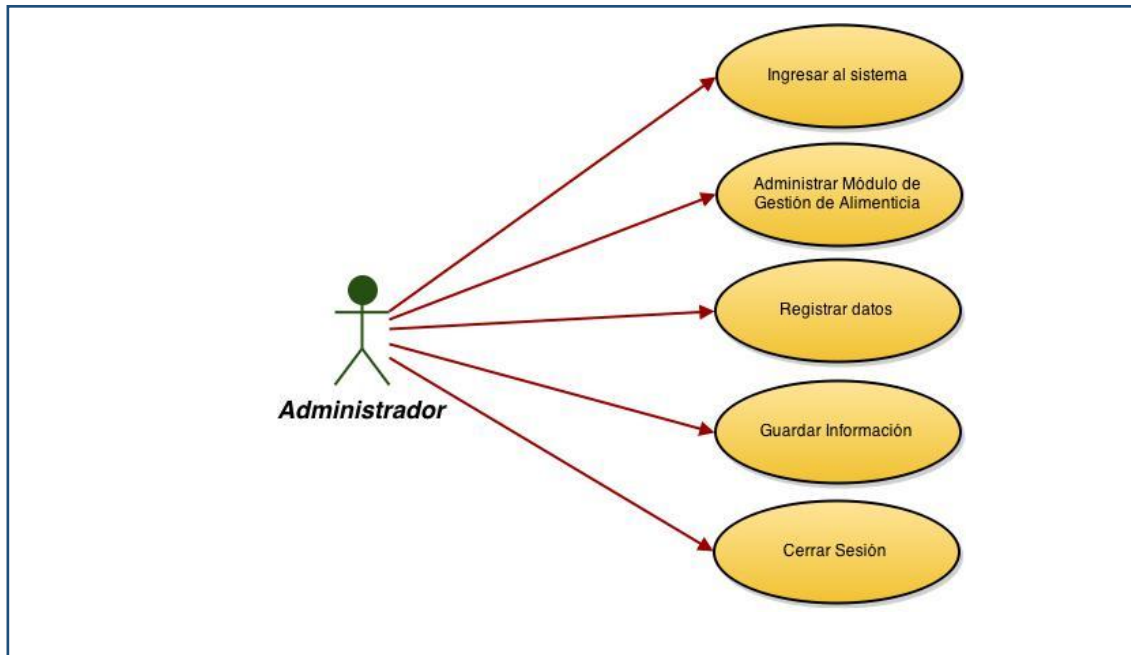 Ingresar al sistema
Administrar Módulo de
Gestión de Alimenticia
Registrar datos
Administrador
Guardar Información
Cerrar Sesión